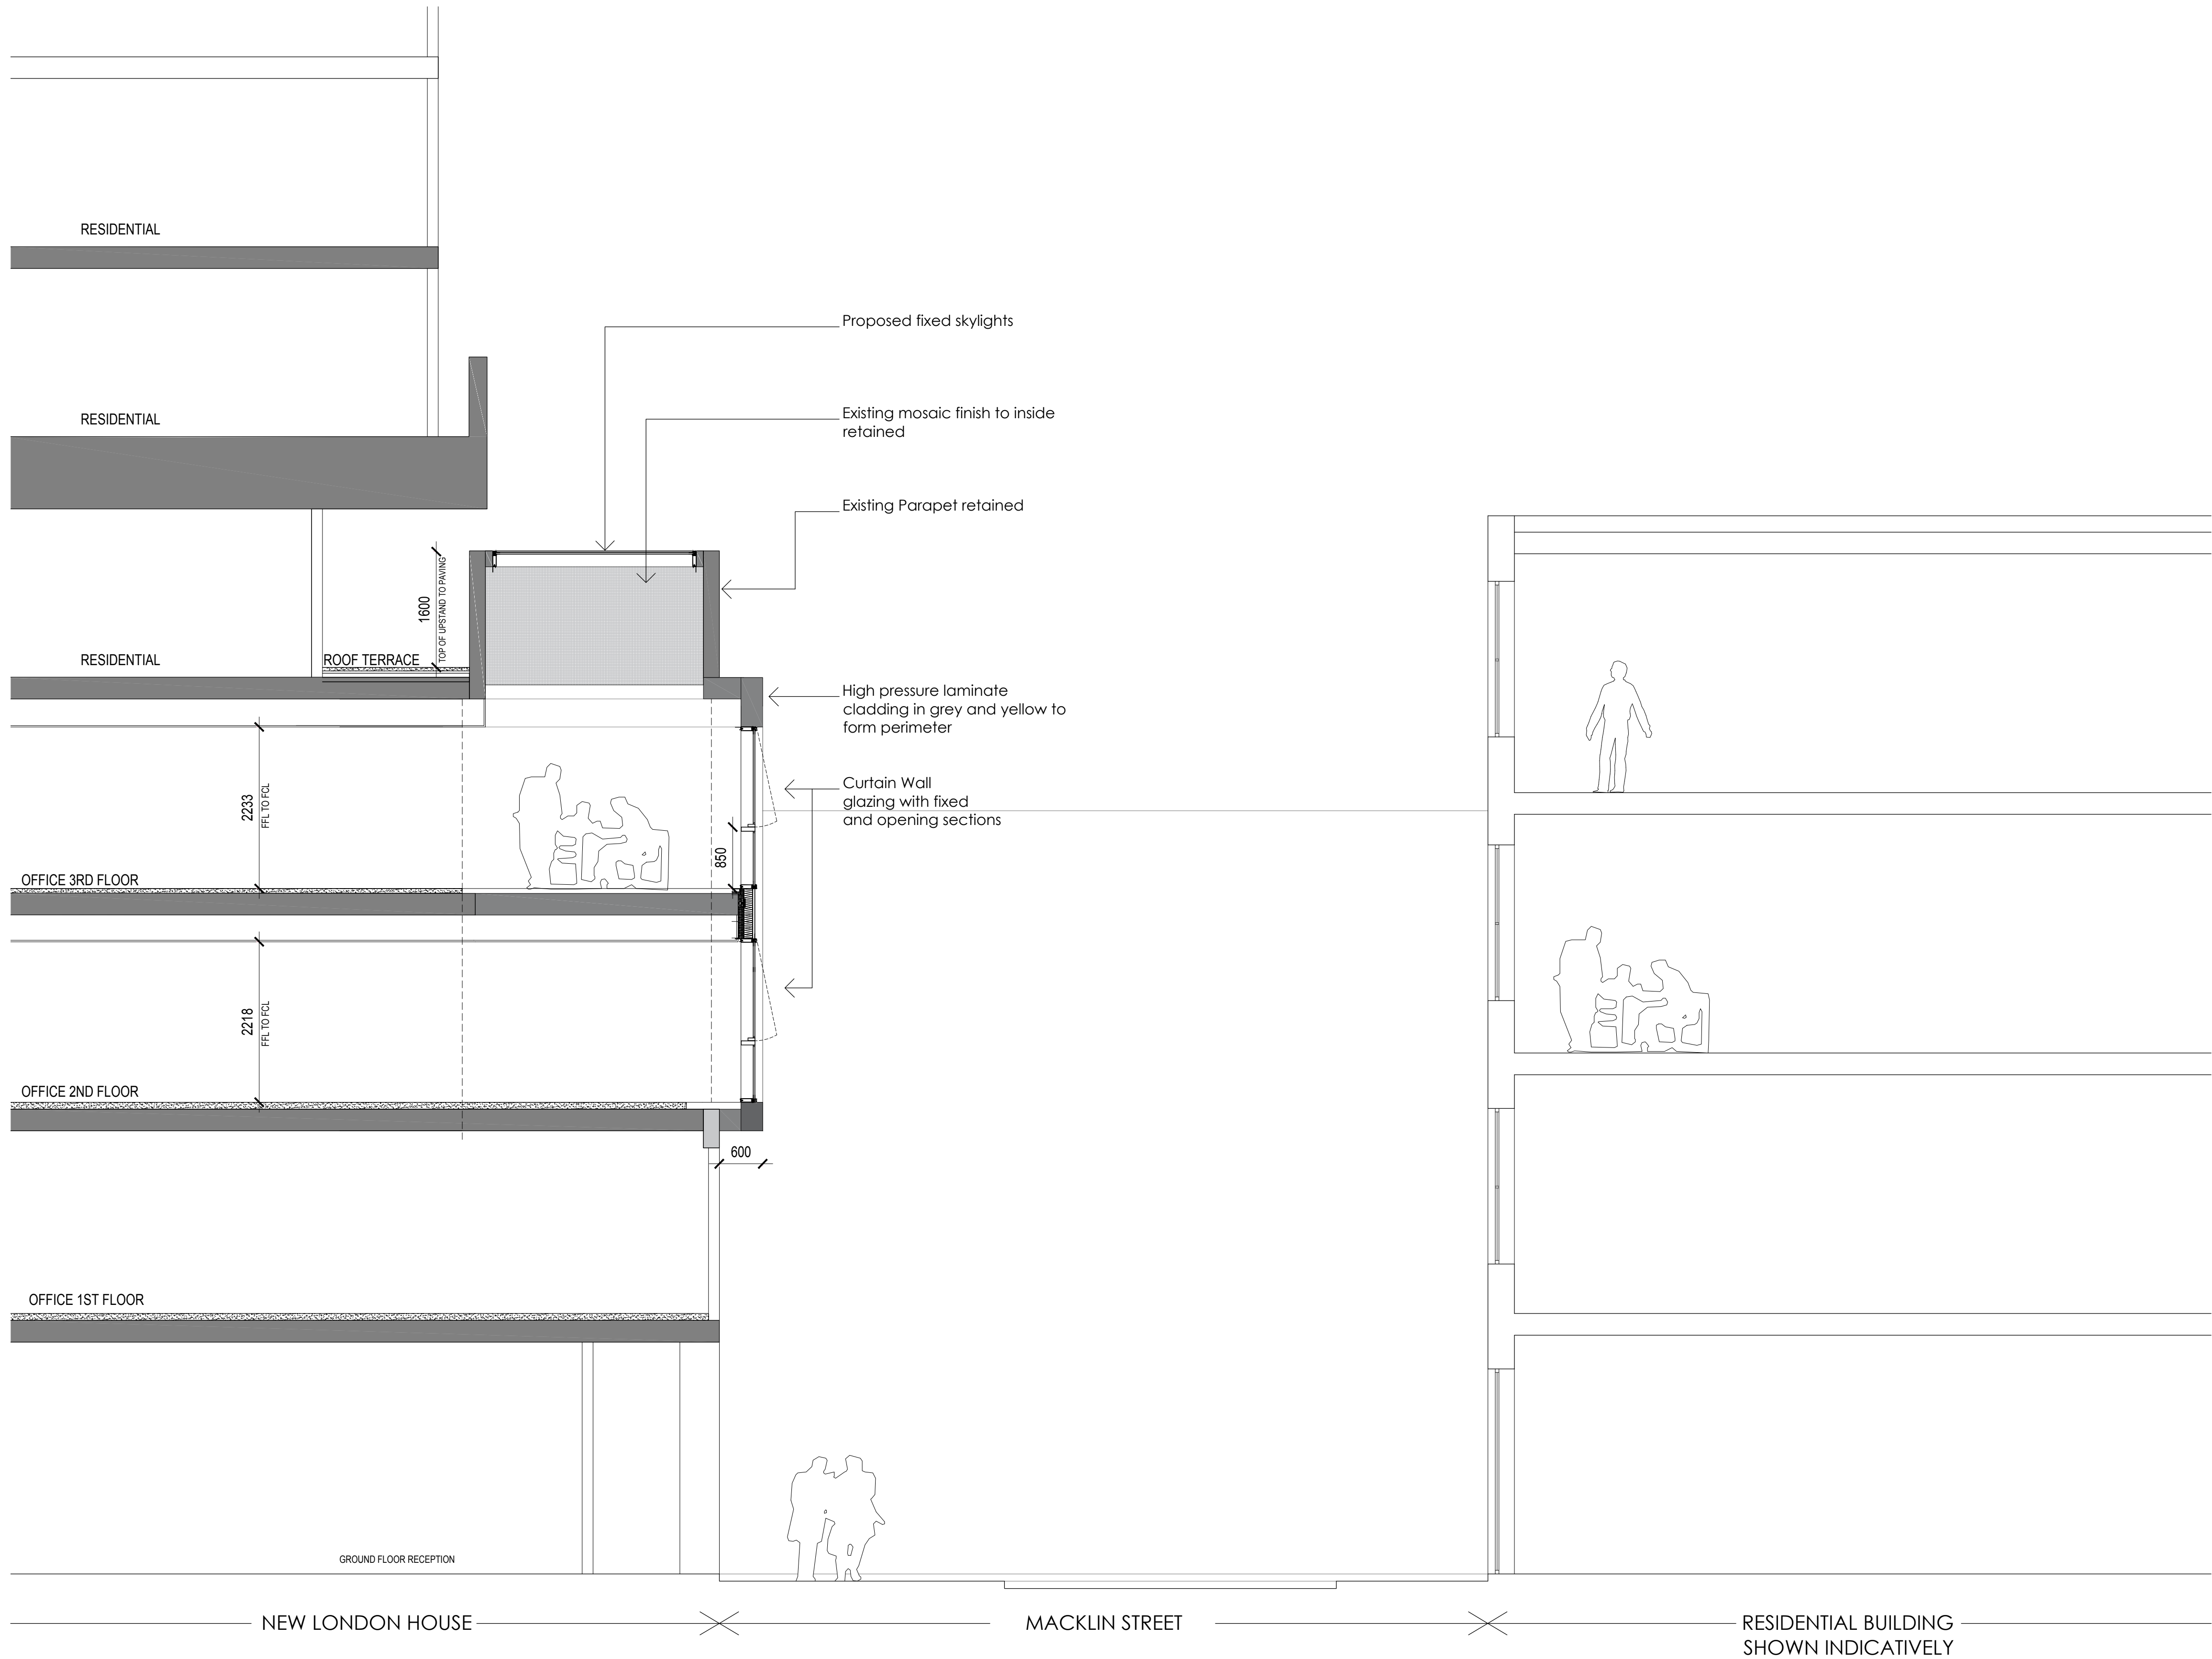 RESIDENTIAL
Proposed fixed skylights
RESIDENTIAL
Existing mosaic finish to inside
retained
Existing Parapet retained
1600
TOP OF UPSTAND TO PAVING
RESIDENTIAL
ROOF TERRACE
High pressure laminate
cladding in grey and yellow to
form perimeter
Curtain Wall
glazing with fixed
and opening sections
2233
FFL TO FCL
850
OFFICE 3RD FLOOR
2218
FFL TO FCL
OFFICE 2ND FLOOR
600
OFFICE 1ST FLOOR
GROUND FLOOR RECEPTION
NEW LONDON HOUSE
MACKLIN STREET
RESIDENTIAL BUILDING
SHOWN INDICATIVELY